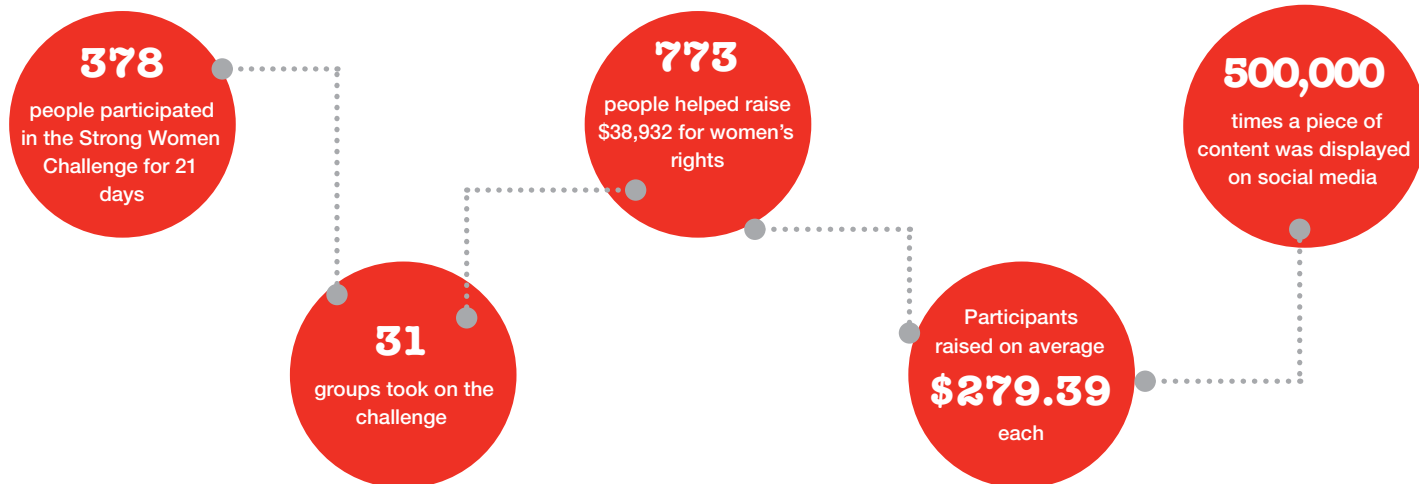 378
people participated
in the Strong Women
Challenge for 21
days
31
groups took on the
challenge
773
people helped raise
$38,932 for women’s
rights
Participants
raised on average
$279.39
each
500,000
times a piece of
content was displayed
on social media